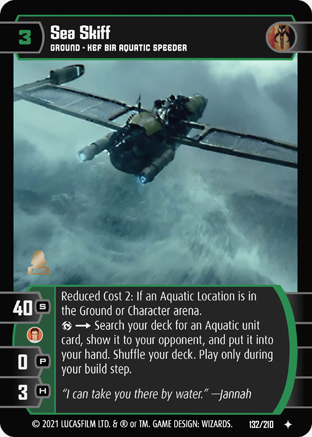 3
Sea Skiff
GROUND - KEF BIR AQUATIC SPEEDER
40 S
0 P
3 H
Reduced Cost 2: If an Aquatic Location is in
the Ground or Character arena.
→ Search your deck for an Aquatic unit
card, show it to your opponent, and put it into
your hand. Shuffle your deck. Play only during
your build step.
“I can take you there by water.” —Jannah
© 2021 LUCASFILM LTD. & ® or TM. GAME DESIGN: WIZARDS. 132/210